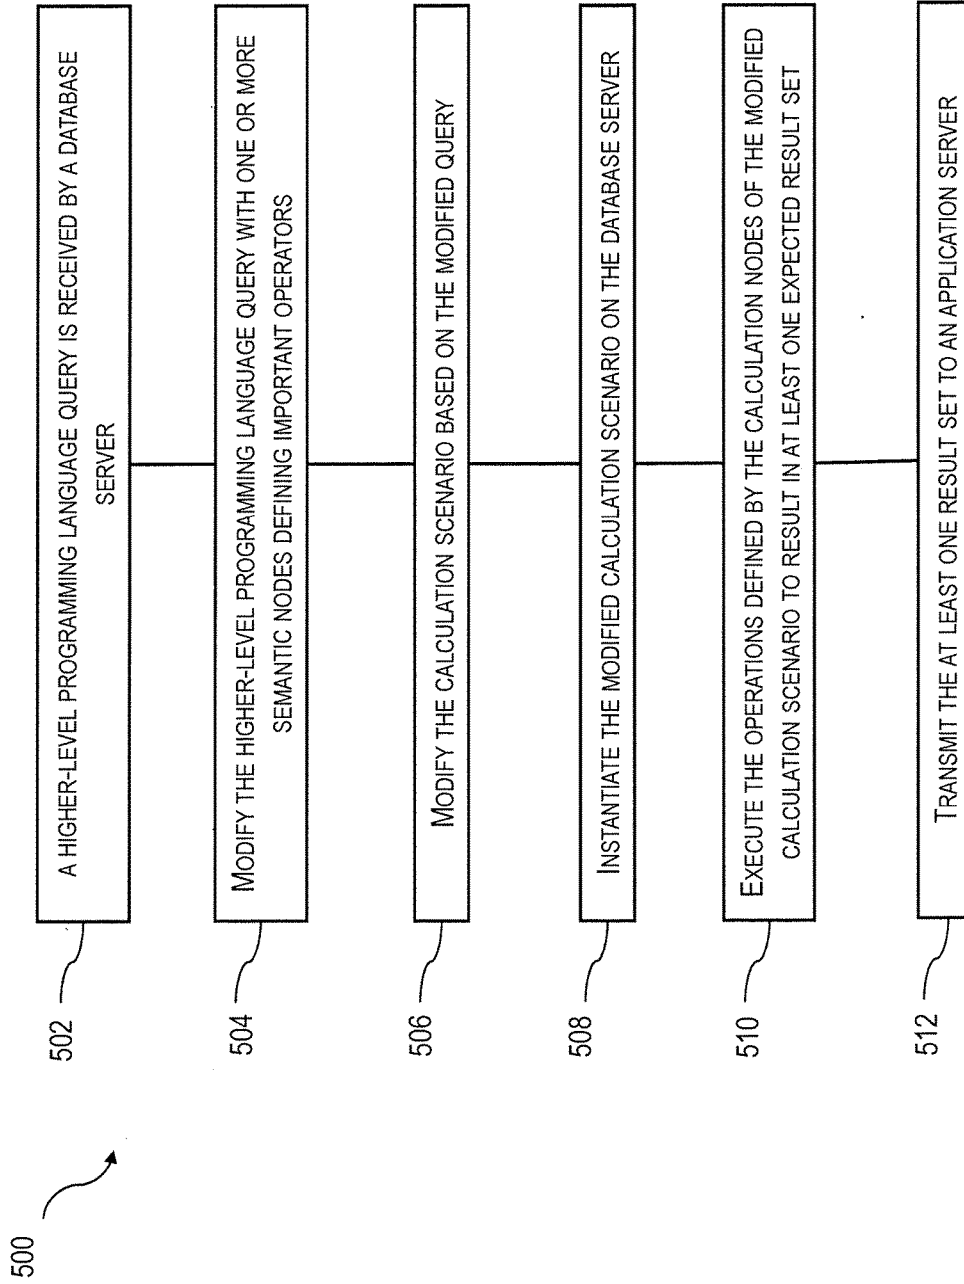 500
502
A HIGHER-LEVEL PROGRAMMING LANGUAGE QUERY IS RECEIVED BY A DATABASE
SERVER
504
MODIFY THE HIGHER-LEVEL PROGRAMMING LANGUAGE QUERY WITH ONE OR MORE
SEMANTIC NODES DEFINING IMPORTANT OPERATORS
506
MODIFY THE CALCULATION SCENARIO BASED ON THE MODIFIED QUERY
508
INSTANTIATE THE MODIFIED CALCULATION SCENARIO ON THE DATABASE SERVER
510
EXECUTE THE OPERATIONS DEFINED BY THE CALCULATION NODES OF THE MODIFIED
CALCULATION SCENARIO TO RESULT IN AT LEAST ONE EXPECTED RESULT SET
512
TRANSMIT THE AT LEAST ONE RESULT SET TO AN APPLICATION SERVER